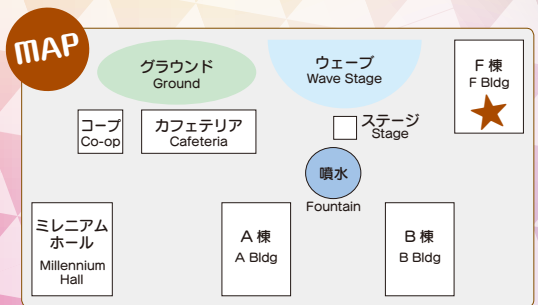 MAP
グラウンド
Ground
ウェーブ
Wave Stage
F 棟
F Bldg
コープ
Co-op
カフェテリア
Cafeteria
ステージ
Stage
噴水
Fountain
ミレニアム
ホール
Millennium
Hall
A 棟
A Bldg
B 棟
B Bldg